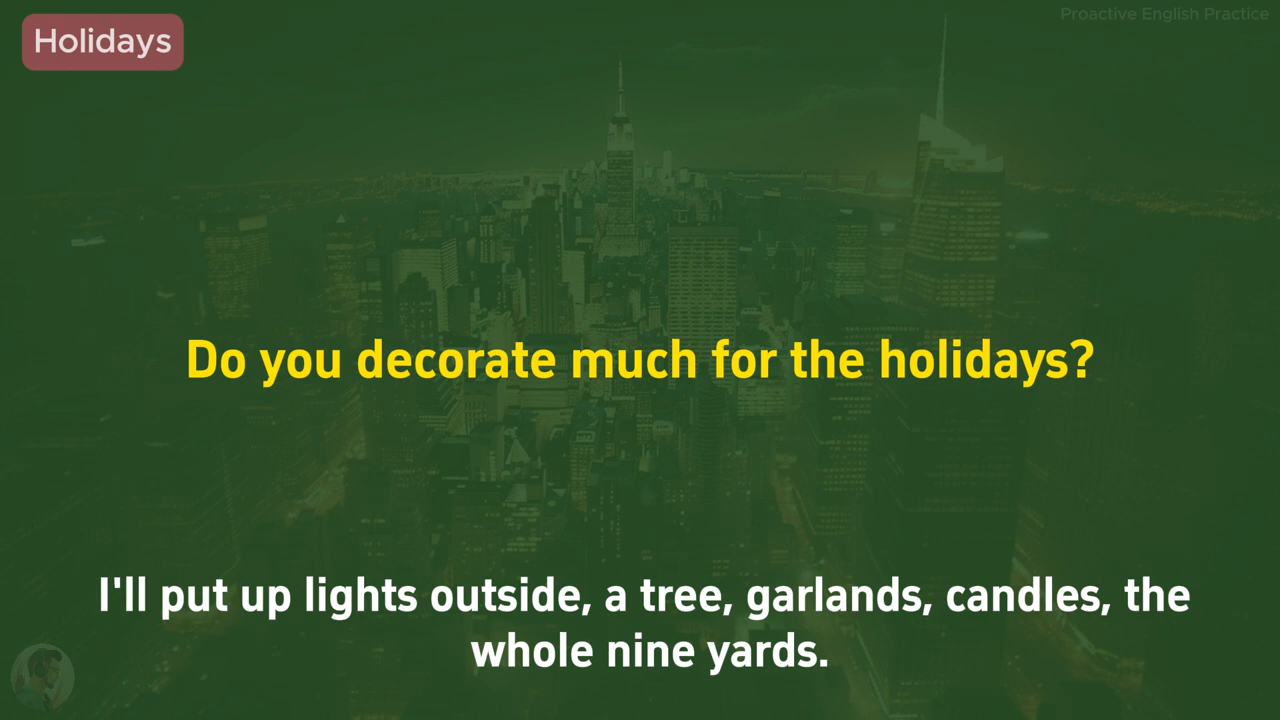 Holidays
Proactive English Practice
Do you decorate much for the holidays?
I'll put up lights outside, a tree, garlands, candles, the
whole nine yards.